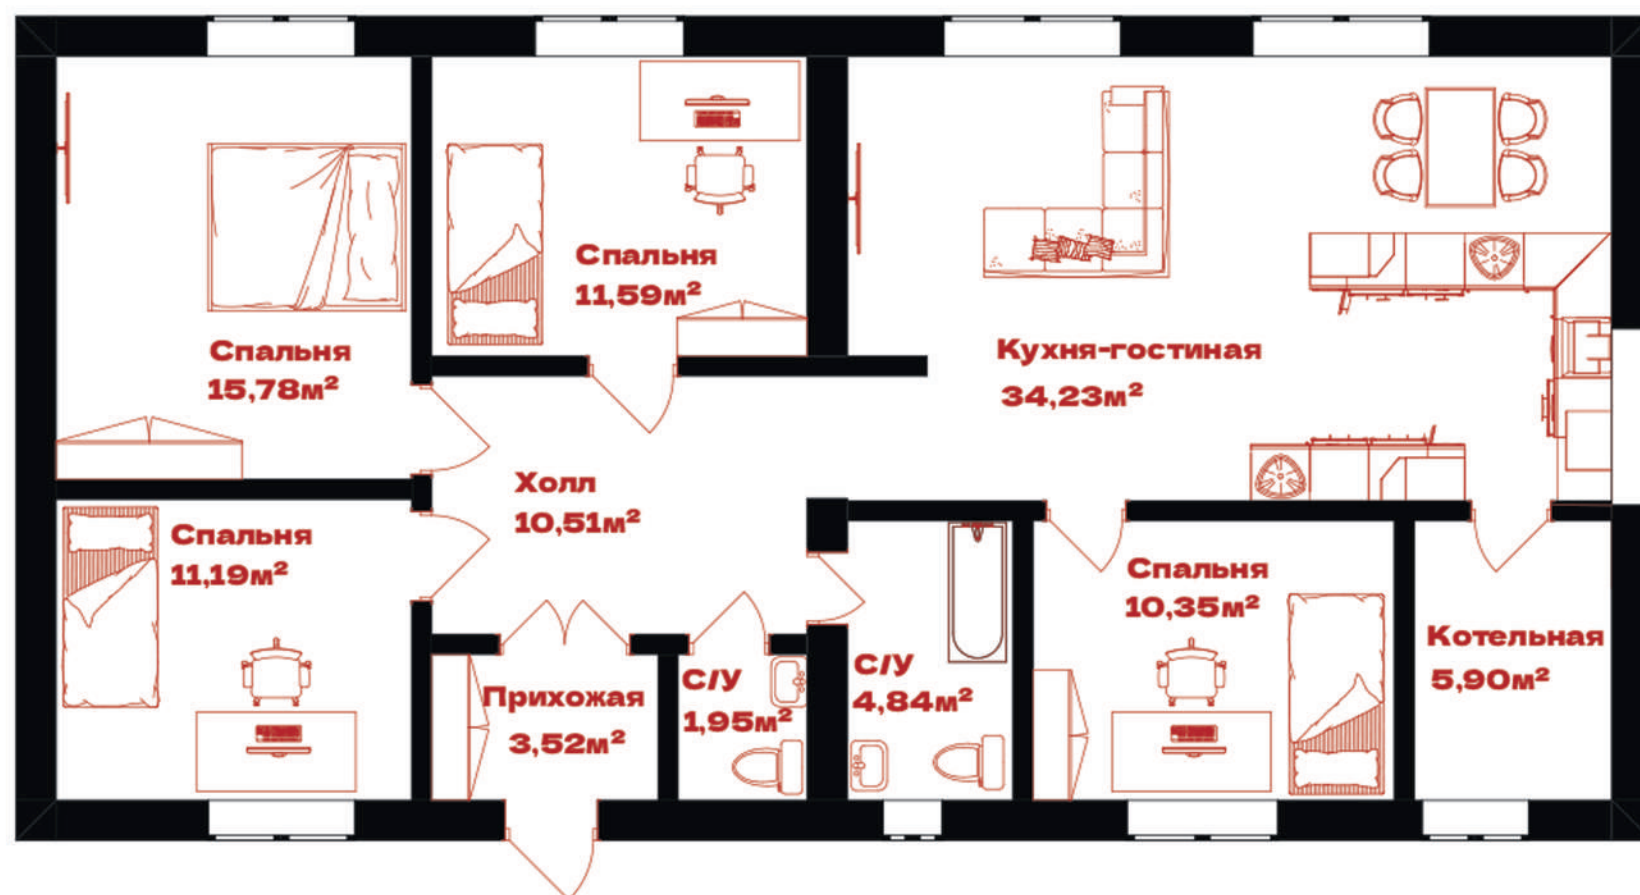 Спальня
11,59м²
Спальня
15,78м²
Кухня-гостиная
34,23м²
Холл
10,51м²
Спальня
11,19м²
Спальня
10,35м²
Котельная
5,90м²
С/У
4,84м²
С/У
1,95м²
Прихожая
3,52м²